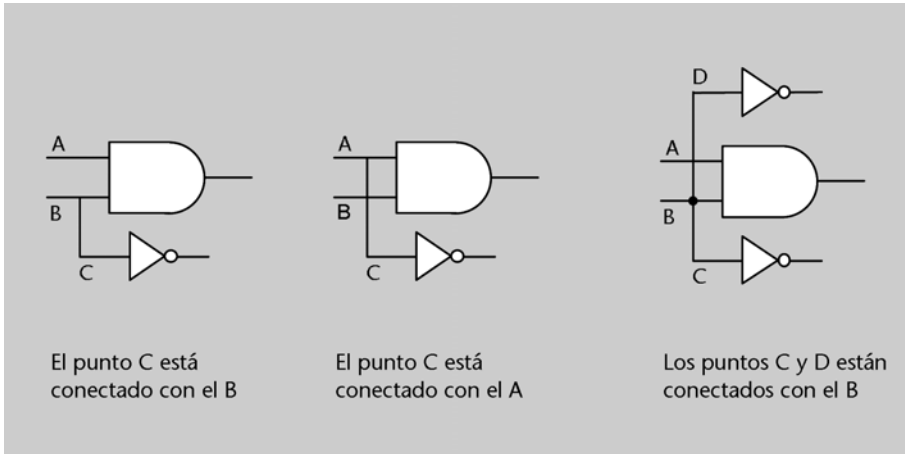 A
B
C
El punto C está
conectado con el B
A
B
C
El punto C está
conectado con el A
D
A
B
C
Los puntos C y D están
conectados con el B